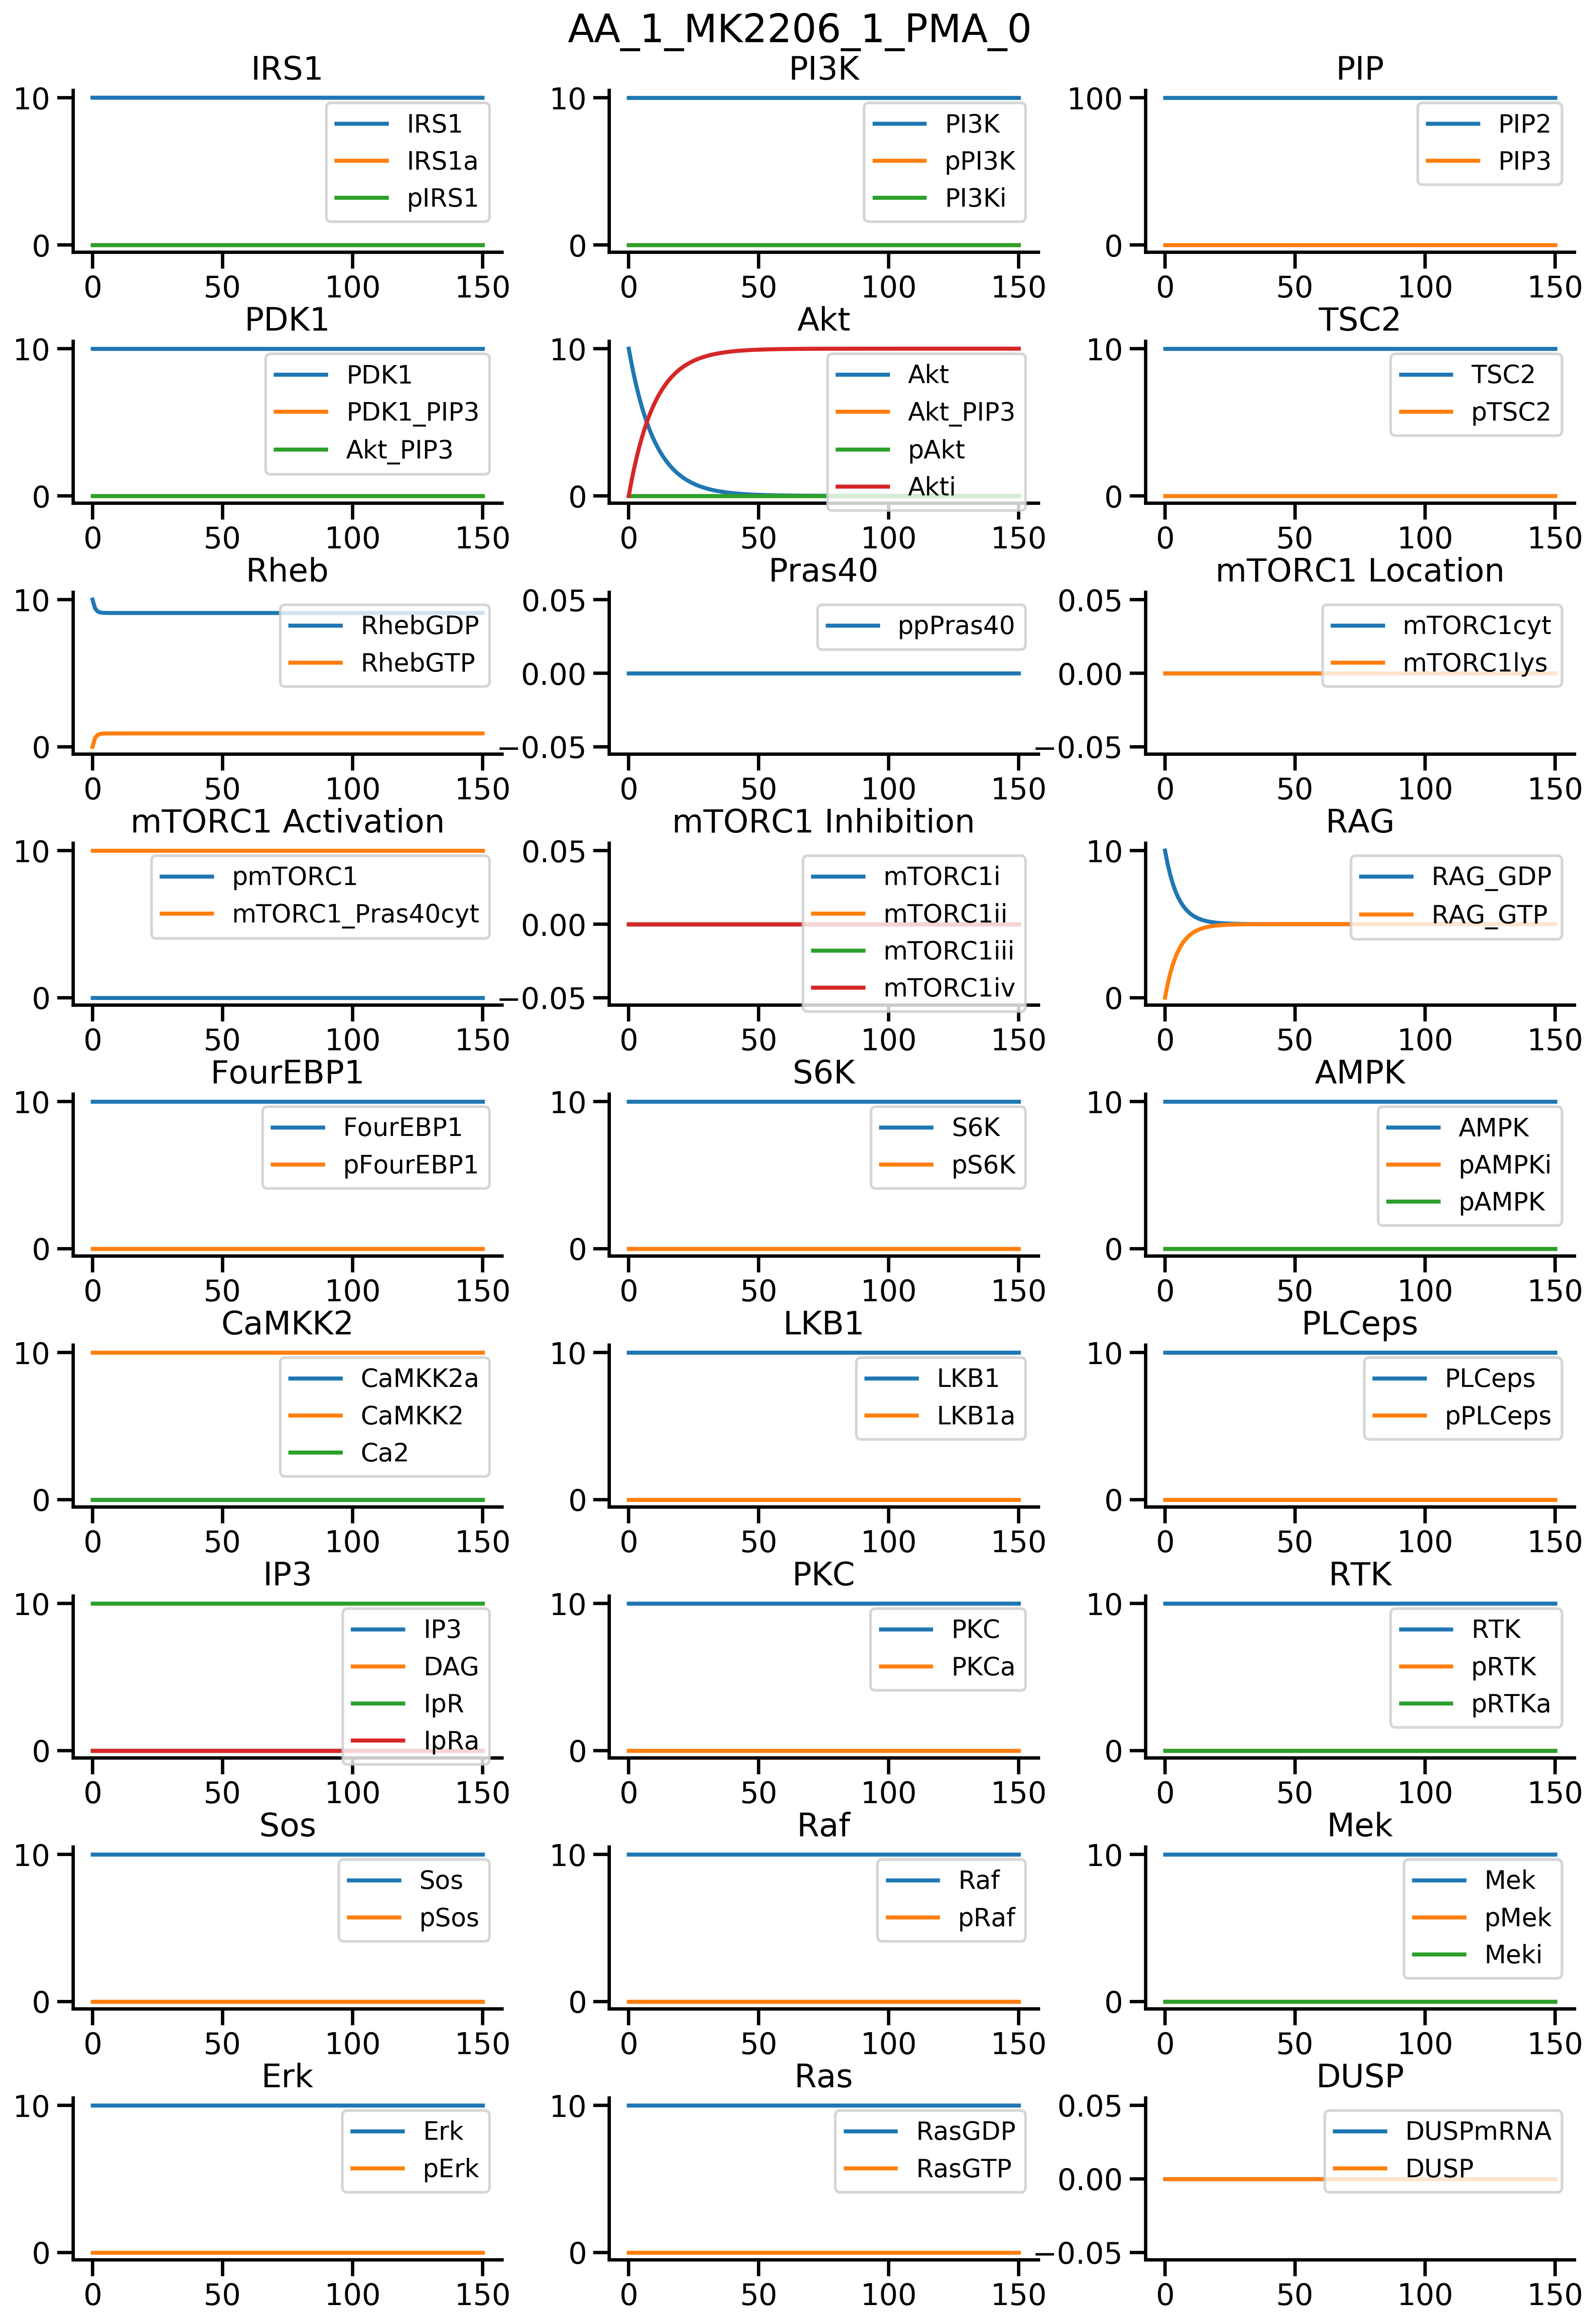 AA_1_MK2206_1_PMA_0
IRS1
10
0
0 50 100 150
IRS1
IRS1a
pIRS1
PI3K
10
0
0 50 100 150
PI3K
pPI3K
PI3Ki
PIP
100
0
0 50 100 150
PIP2
PIP3
PDK1
10
0
0 50 100 150
PDK1
PDK1_PIP3
Akt_PIP3
Akt
10
0
0 50 100 150
Akt
Akt_PIP3
pAkt
Akti
TSC2
10
0
0 50 100 150
TSC2
pTSC2
Rheb
10
0
0 50 100 150
RhebGDP
RhebGTP
Pras40
0.05
0.00
−0.05
0 50 100 150
ppPras40
mTORC1 Location
0.05
0.00
−0.05
0 50 100 150
mTORC1cyt
mTORC1lys
mTORC1 Activation
10
0
0 50 100 150
pmTORC1
mTORC1_Pras40cyt
mTORC1 Inhibition
0.05
0.00
−0.05
0 50 100 150
mTORC1i
mTORC1ii
mTORC1iii
mTORC1iv
RAG
10
0
0 50 100 150
RAG_GDP
RAG_GTP
FourEBP1
10
0
0 50 100 150
FourEBP1
pFourEBP1
S6K
10
0
0 50 100 150
S6K
pS6K
AMPK
10
0
0 50 100 150
AMPK
pAMPKi
pAMPK
CaMKK2
10
0
0 50 100 150
CaMKK2a
CaMKK2
Ca2
LKB1
10
0
0 50 100 150
LKB1
LKB1a
PLCeps
10
0
0 50 100 150
PLCeps
pPLCeps
IP3
10
0
0 50 100 150
IP3
DAG
IpR
IpRa
PKC
10
0
0 50 100 150
PKC
PKCa
RTK
10
0
0 50 100 150
RTK
pRTK
pRTKa
Sos
10
0
0 50 100 150
Sos
pSos
Raf
10
0
0 50 100 150
Raf
pRaf
Mek
10
0
0 50 100 150
Mek
pMek
Meki
Erk
10
0
0 50 100 150
Erk
pErk
Ras
10
0
0 50 100 150
RasGDP
RasGTP
DUSP
0.05
0.00
−0.05
0 50 100 150
DUSPmRNA
DUSP